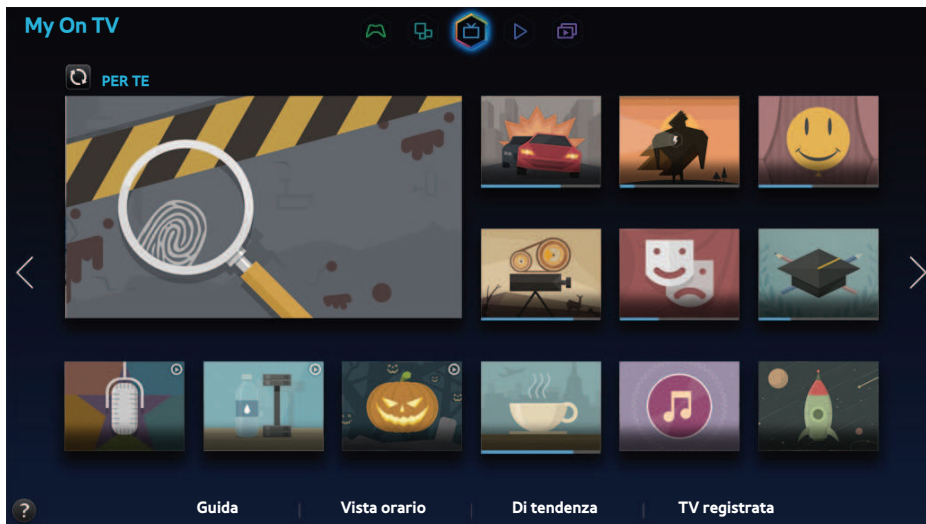 My On TV
PER TE
?
Guida
Vista orario
Di tendenza
TV registrata